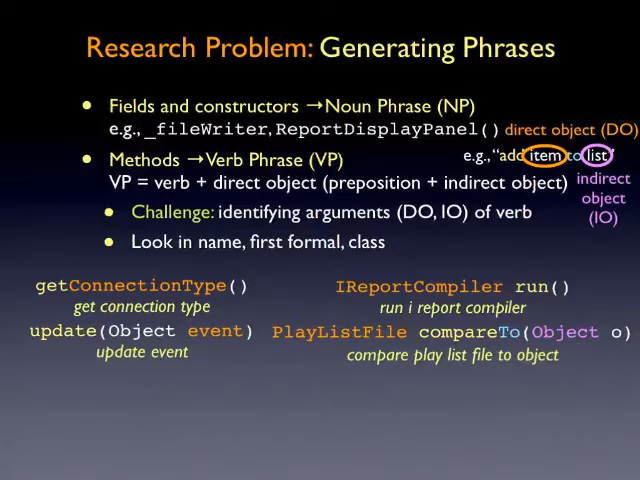 Research Problem: Generating Phrases
• Fields and constructors →Noun Phrase (NP)
e.g., _fileWriter, ReportDisplayPanel() direct object (DO)
• Methods →Verb Phrase (VP)
e.g., “add item to list”
VP = verb + direct object (preposition + indirect object)
indirect
object
(IO)
• Challenge: identifying arguments (DO, IO) of verb
• Look in name, first formal, class
getConnectionType()
get connection type
IReportCompiler run()
run i report compiler
update(Object event)
update event
PlayListFile compareTo(Object o)
compare play list file to object